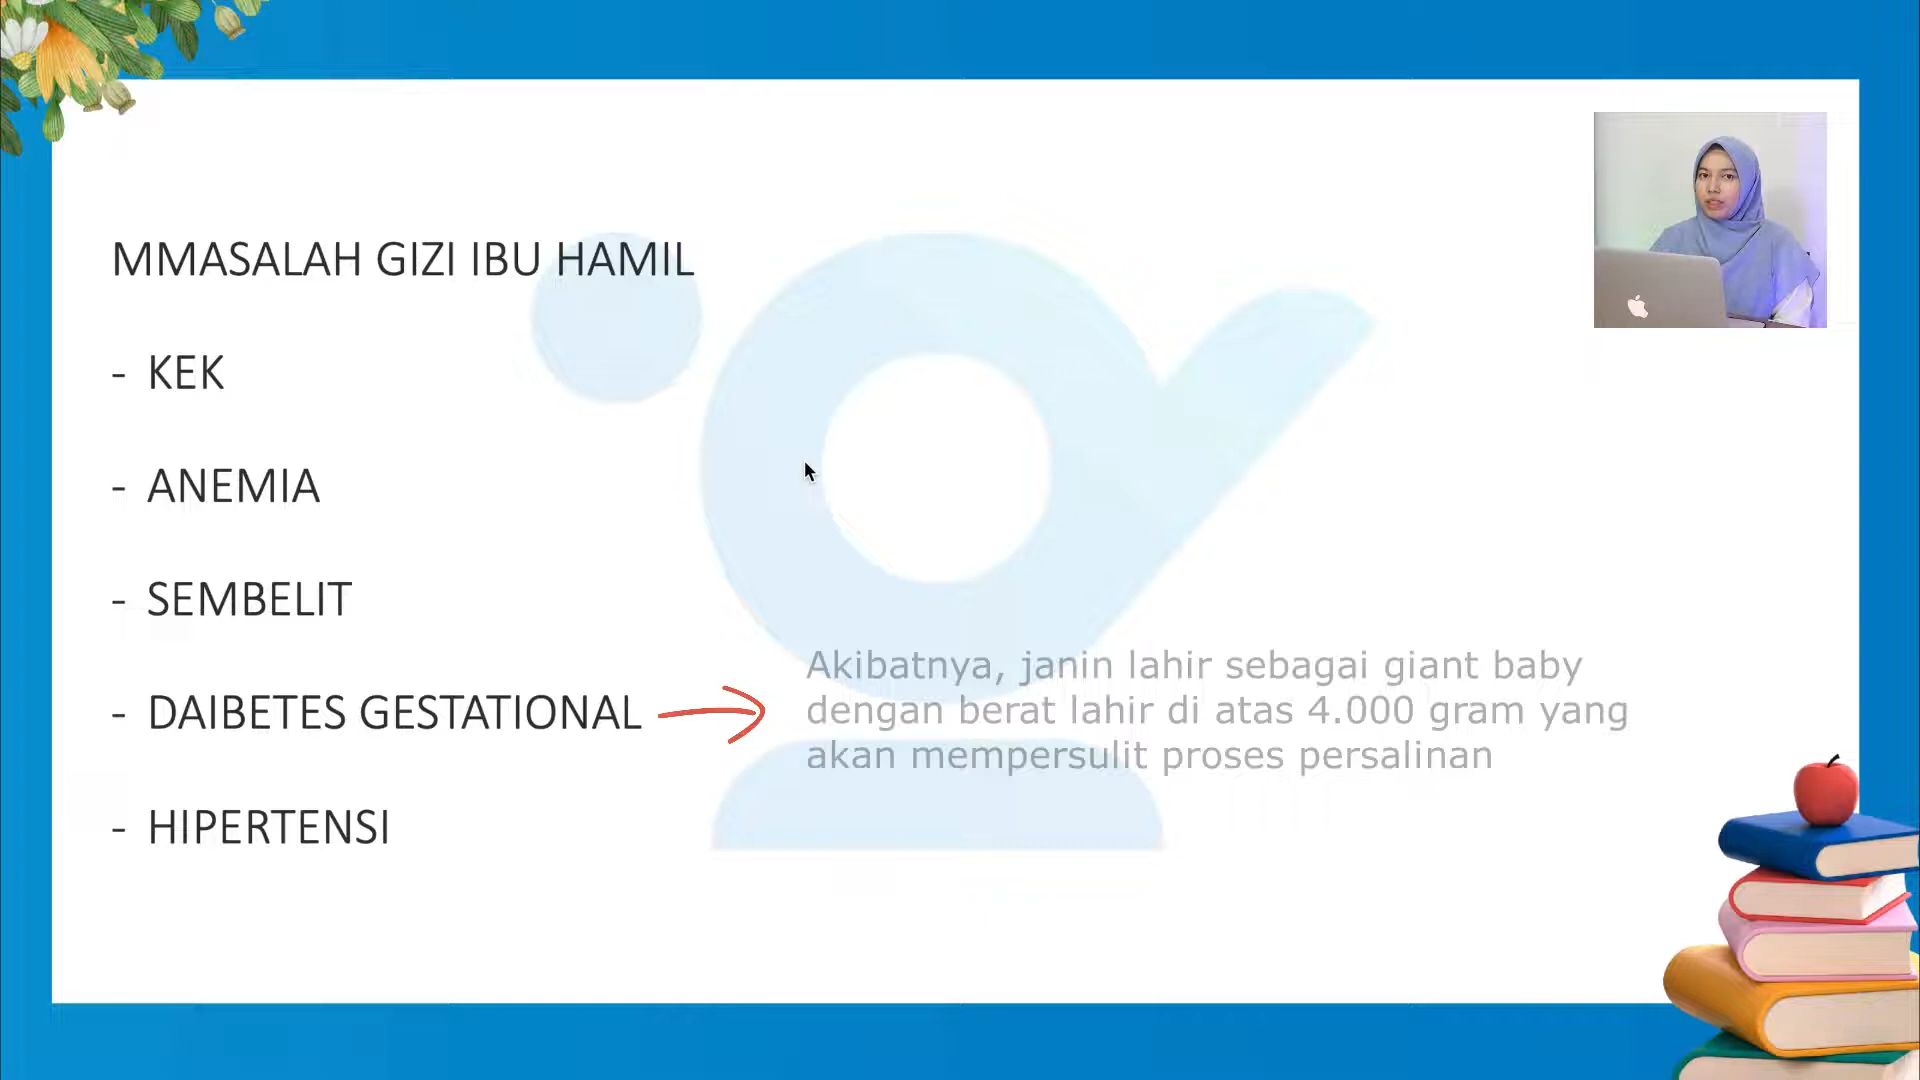 MMASALAH GIZI IBU HAMIL
- KEK
- ANEMIA
- SEMBELIT
- DAIBETES GESTATIONAL
Akibatnya, janin lahir sebagai giant baby
dengan berat lahir di atas 4.000 gram yang
akan mempersulit proses persalinan
- HIPERTENSI